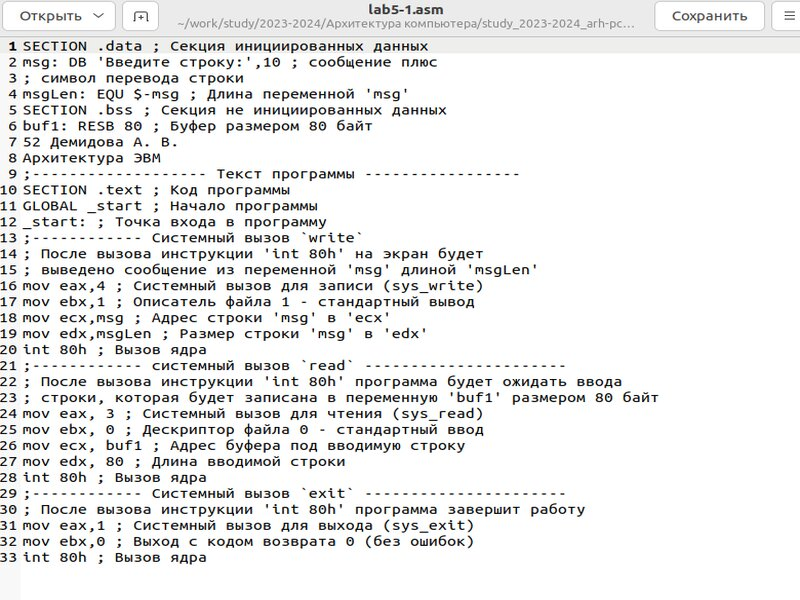 Открыть
lab5-1.asm
~/work/study/2023-2024/Архитектура компьютера/study_2023-2024_arh-pc…
Сохранить
1 SECTION .data ; Секция инициированных данных
2 msg: DB 'Введите строку:',10 ; сообщение плюс
3 ; символ перевода строки
4 msgLen: EQU $-msg ; Длина переменной 'msg'
5 SECTION .bss ; Секция не инициированных данных
6 buf1: RESB 80 ; Буфер размером 80 байт
7 52 Демидова А. В.
8 Архитектура ЭВМ
9 ;------------------- Текст программы -----------------
10 SECTION .text ; Код программы
11 GLOBAL _start ; Начало программы
12 _start: ; Точка входа в программу
13 ;------------ Системный вызов `write`
14 ; После вызова инструкции 'int 80h' на экран будет
15 ; выведено сообщение из переменной 'msg' длиной 'msgLen'
16 mov eax,4 ; Системный вызов для записи (sys_write)
17 mov ebx,1 ; Описатель файла 1 - стандартный вывод
18 mov ecx,msg ; Адрес строки 'msg' в 'ecx'
19 mov edx,msgLen ; Размер строки 'msg' в 'edx'
20 int 80h ; Вызов ядра
21 ;------------ системный вызов `read` ----------------------
22 ; После вызова инструкции 'int 80h' программа будет ожидать ввода
23 ; строки, которая будет записана в переменную 'buf1' размером 80 байт
24 mov eax, 3 ; Системный вызов для чтения (sys_read)
25 mov ebx, 0 ; Дескриптор файла 0 - стандартный ввод
26 mov ecx, buf1 ; Адрес буфера под вводимую строку
27 mov edx, 80 ; Длина вводимой строки
28 int 80h ; Вызов ядра
29 ;------------ Системный вызов `exit` ----------------------
30 ; После вызова инструкции 'int 80h' программа завершит работу
31 mov eax,1 ; Системный вызов для выхода (sys_exit)
32 mov ebx,0 ; Выход с кодом возврата 0 (без ошибок)
33 int 80h ; Вызов ядра